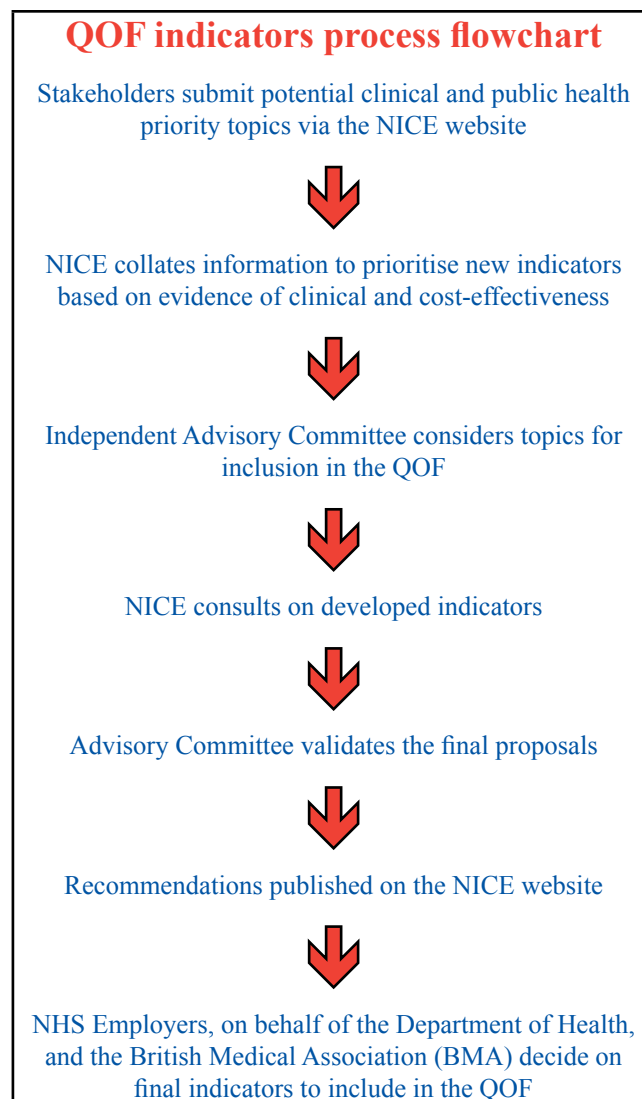 QOF indicators process flowchart
Stakeholders submit potential clinical and public health
priority topics via the NICE website
NICE collates information to prioritise new indicators
based on evidence of clinical and cost-effectiveness
Independent Advisory Committee considers topics for
inclusion in the QOF
NICE consults on developed indicators
Advisory Committee validates the final proposals
Recommendations published on the NICE website
NHS Employers, on behalf of the Department of Health,
and the British Medical Association (BMA) decide on
final indicators to include in the QOF